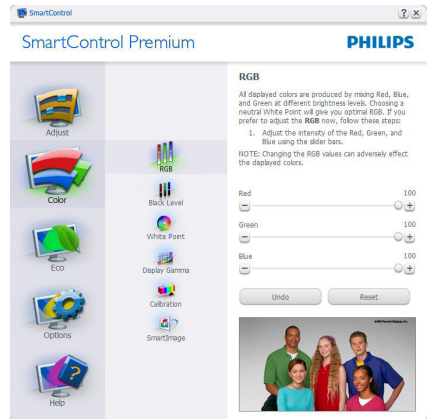 SmartControl
SmartControl Premium
PHILIPS
Adjust
Color
Eco
Options
Help
RGB
Black Level
White Point
Display Gamma
Calibration
SmartImage
RGB
All displayed colors are produced by mixing Red, Blue,
and Green at different brightness levels. Choosing a
neutral White Point will give you optimal RGB. If you
prefer to adjust the RGB now, follow these steps:
1. Adjust the intensity of the Red, Green, and
Blue using the slider bars.
NOTE: Changing the RGB values can adversely effect
the displayed colors.
Red 100
Green 100
Blue 100
Undo Reset